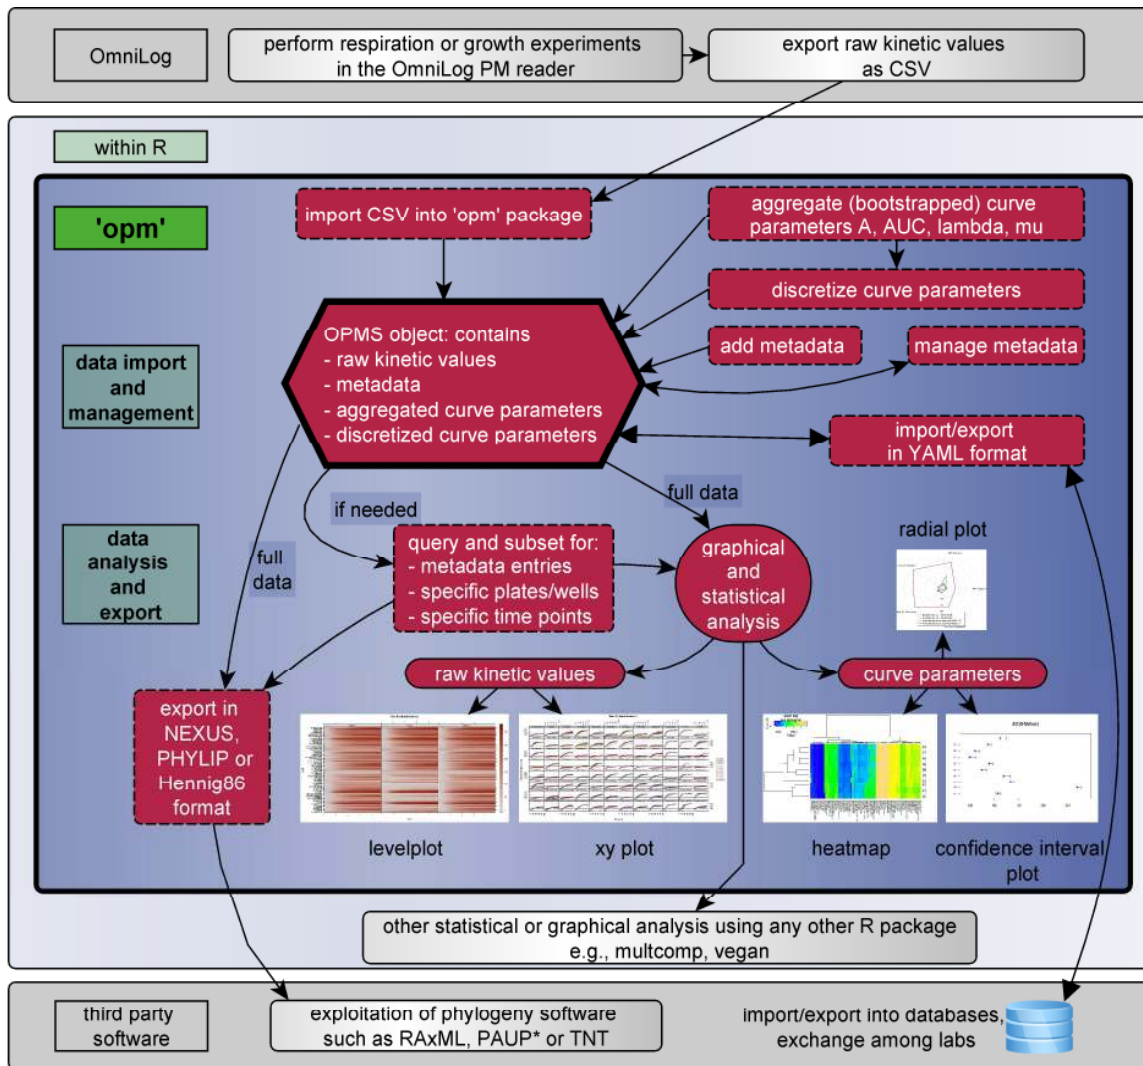 OmniLog
perform respiration or growth experiments
in the OmniLog PM reader
export raw kinetic values
as CSV
within R
'opm'
import CSV into 'opm' package
aggregate (bootstrapped) curve
parameters A, AUC, lambda, mu
discretize curve parameters
add metadata
manage metadata
data import
and
management
OPMS object: contains
- raw kinetic values
- metadata
- aggregated curve parameters
- discretized curve parameters
import/export
in YAML format
full data
if needed
full
data
data
analysis
and
export
query and subset for:
- metadata entries
- specific plates/wells
- specific time points
graphical
and
statistical
analysis
radial plot
raw kinetic values
curve parameters
export in
NEXUS,
PHYLIP or
Hennig86
format
levelplot
xy plot
heatmap
confidence interval
plot
other statistical or graphical analysis using any other R package
e.g., multcomp, vegan
third party
software
exploitation of phylogeny software
such as RAxML, PAUP* or TNT
import/export into databases,
exchange among labs